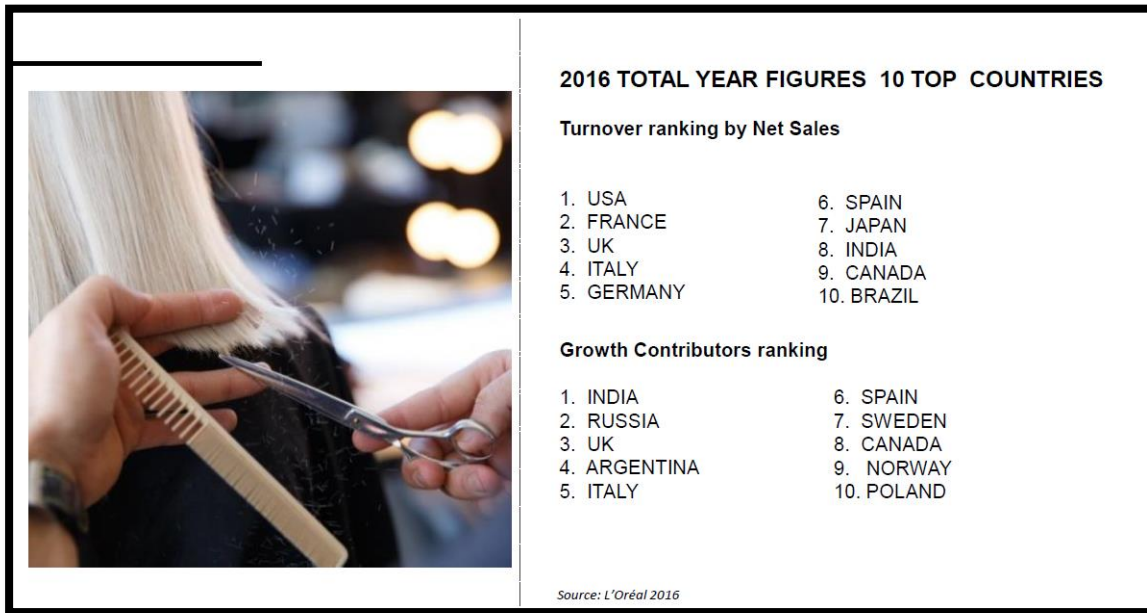 2016 TOTAL YEAR FIGURES 10 TOP COUNTRIES
Turnover ranking by Net Sales
1. USA
2. FRANCE
3. UK
4. ITALY
5. GERMANY
6. SPAIN
7. JAPAN
8. INDIA
9. CANADA
10. BRAZIL
Growth Contributors ranking
1. INDIA
2. RUSSIA
3. UK
4. ARGENTINA
5. ITALY
6. SPAIN
7. SWEDEN
8. CANADA
9. NORWAY
10. POLAND
Source: L'Oréal 2016